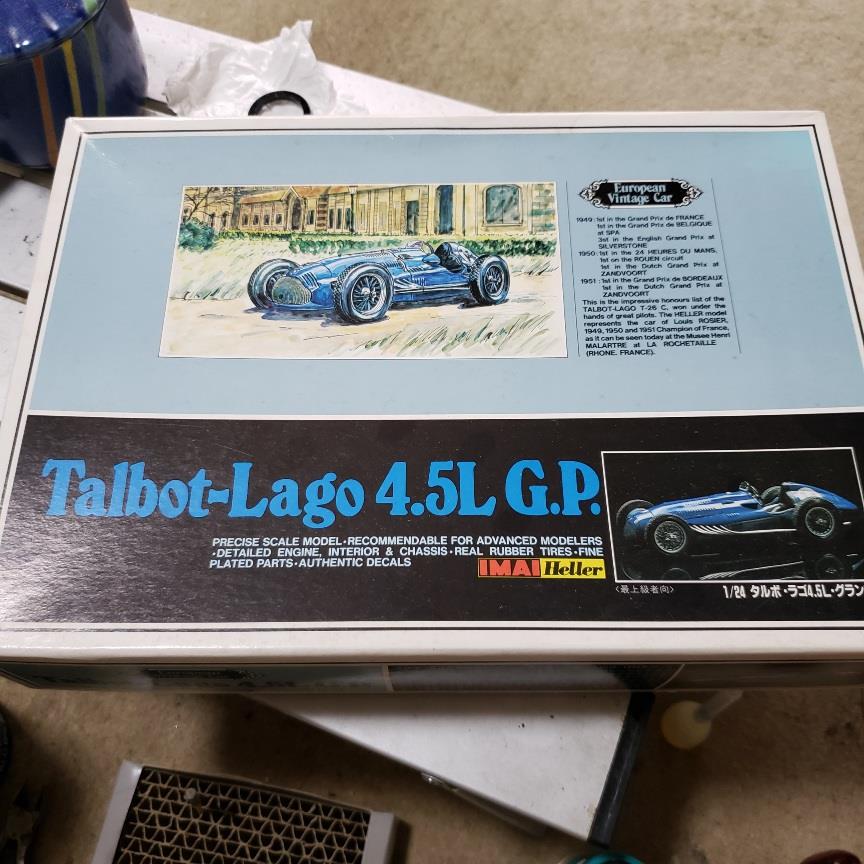 European
Vintage Car
1949: 1st in the Grand Prix de FRANCE
1st in the Grand Prix de BELGIQUE
at SPA
3st in the English Grand Prix at
SILVERSTONE
1950: 1st in the 24 HEURES DU MANS.
1st on the ROUEN circuit
1st in the Dutch Grand Prix at
ZANDVOORT
1951: 1st in the Grand Prix de BORDEAUX
1st in the Dutch Grand Prix at
ZANDVOORT
This is the impressive honours list of the
TALBOT-LAGO T-26 C, won under the
hands of great pilots. The HELLER model
represents the car of Louis ROSIER,
1949, 1950 and 1951 Champion of France,
as it can be seen today at the Musee Henri
MALARTRE at LA ROCHETAILLE
(RHONE. FRANCE).
Talbot-Lago 4.5L G.P.
PRECISE SCALE MODEL·RECOMMENDABLE FOR ADVANCED MODELERS
·DETAILED ENGINE, INTERIOR & CHASSIS·REAL RUBBER TIRES·FINE
PLATED PARTS·AUTHENTIC DECALS
IMAI Heller
〈最上級者向〉
1/24 タルボ・ラゴ4.5L・グラン